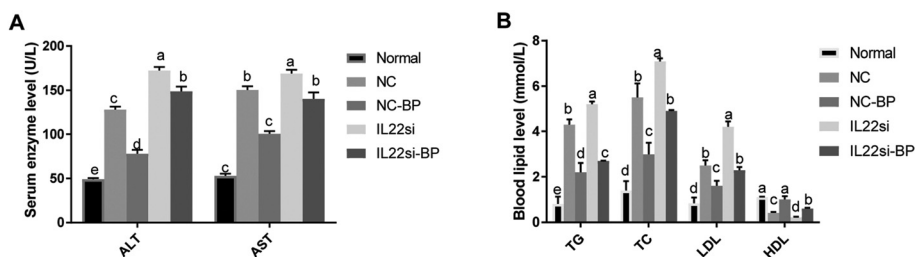 A
Serum enzyme level (U/L)
200
150
100
50
0
e
c
d
a
b
c
b
c
a
b
ALT
AST
Normal
NC
NC-BP
IL22si
IL22si-BP
B
Blood lipid level (mmol/L)
8
6
4
2
0
e
b
d
a
c
d
b
c
a
b
d
b
c
a
b
a
c
a
d
b
TG
TC
LDL
HDL
Normal
NC
NC-BP
IL22si
IL22si-BP